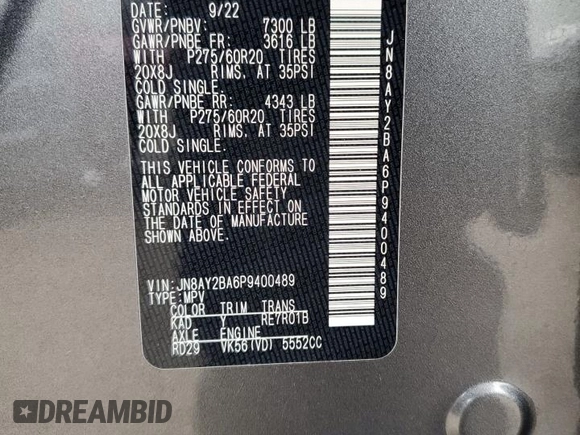 DATE: 9/22
GVWR/PNBV: 7300 LB
GAWR/PNBE FR: 3616 LB
WITH P275/60R20 TIRES
20X8J RIMS, AT 35PSI
COLD SINGLE.
GAWR/PNBE RR: 4343 LB
WITH P275/60R20 TIRES
20X8J RIMS, AT 35PSI
COLD SINGLE.
THIS VEHICLE CONFORMS TO
ALL APPLICABLE FEDERAL
MOTOR VEHICLE SAFETY
STANDARDS IN EFFECT ON
THE DATE OF MANUFACTURE
SHOWN ABOVE.
VIN:JN8AY2BA6P9400489
TYPE:MPV
COLOR TRIM TRANS
KAD V RE7R01B
AXLE ENGINE
RD29 VK56(VD) 5552CC
JN8AY2BA6P9400489
DREAMBID